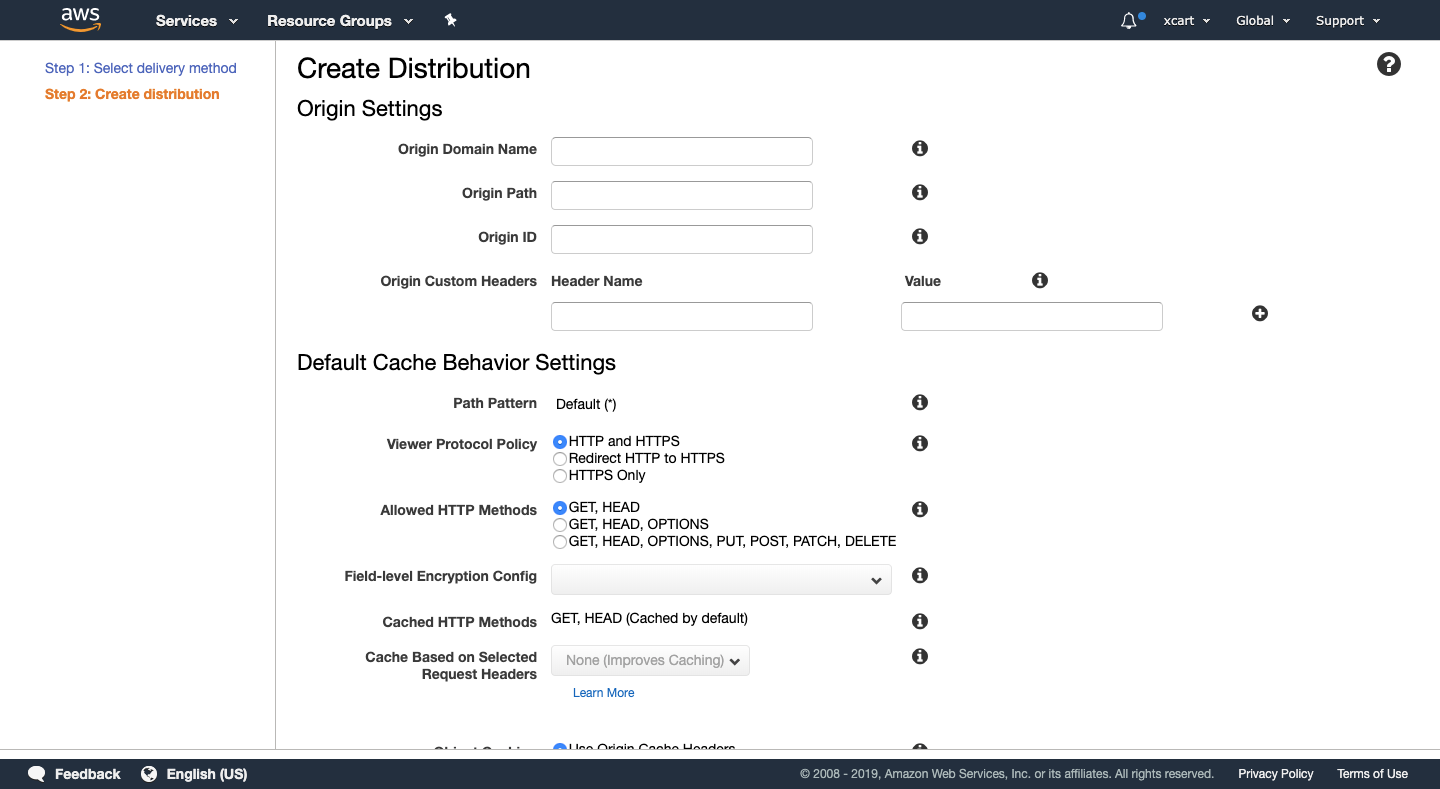 aws
Services
Resource Groups
xcart
Global
Support
Step 1: Select delivery method
Step 2: Create distribution
Create Distribution
Origin Settings
Origin Domain Name
Origin Path
Origin ID
Origin Custom Headers
Header Name
Value
Default Cache Behavior Settings
Path Pattern
Default (*)
Viewer Protocol Policy
HTTP and HTTPS
Redirect HTTP to HTTPS
HTTPS Only
Allowed HTTP Methods
GET, HEAD
GET, HEAD, OPTIONS
GET, HEAD, OPTIONS, PUT, POST, PATCH, DELETE
Field-level Encryption Config
Cached HTTP Methods
GET, HEAD (Cached by default)
Cache Based on Selected
Request Headers
None (Improves Caching)
Learn More
Use Origin Cache Headers
Feedback
English (US)
© 2008 - 2019, Amazon Web Services, Inc. or its affiliates. All rights reserved.
Privacy Policy
Terms of Use